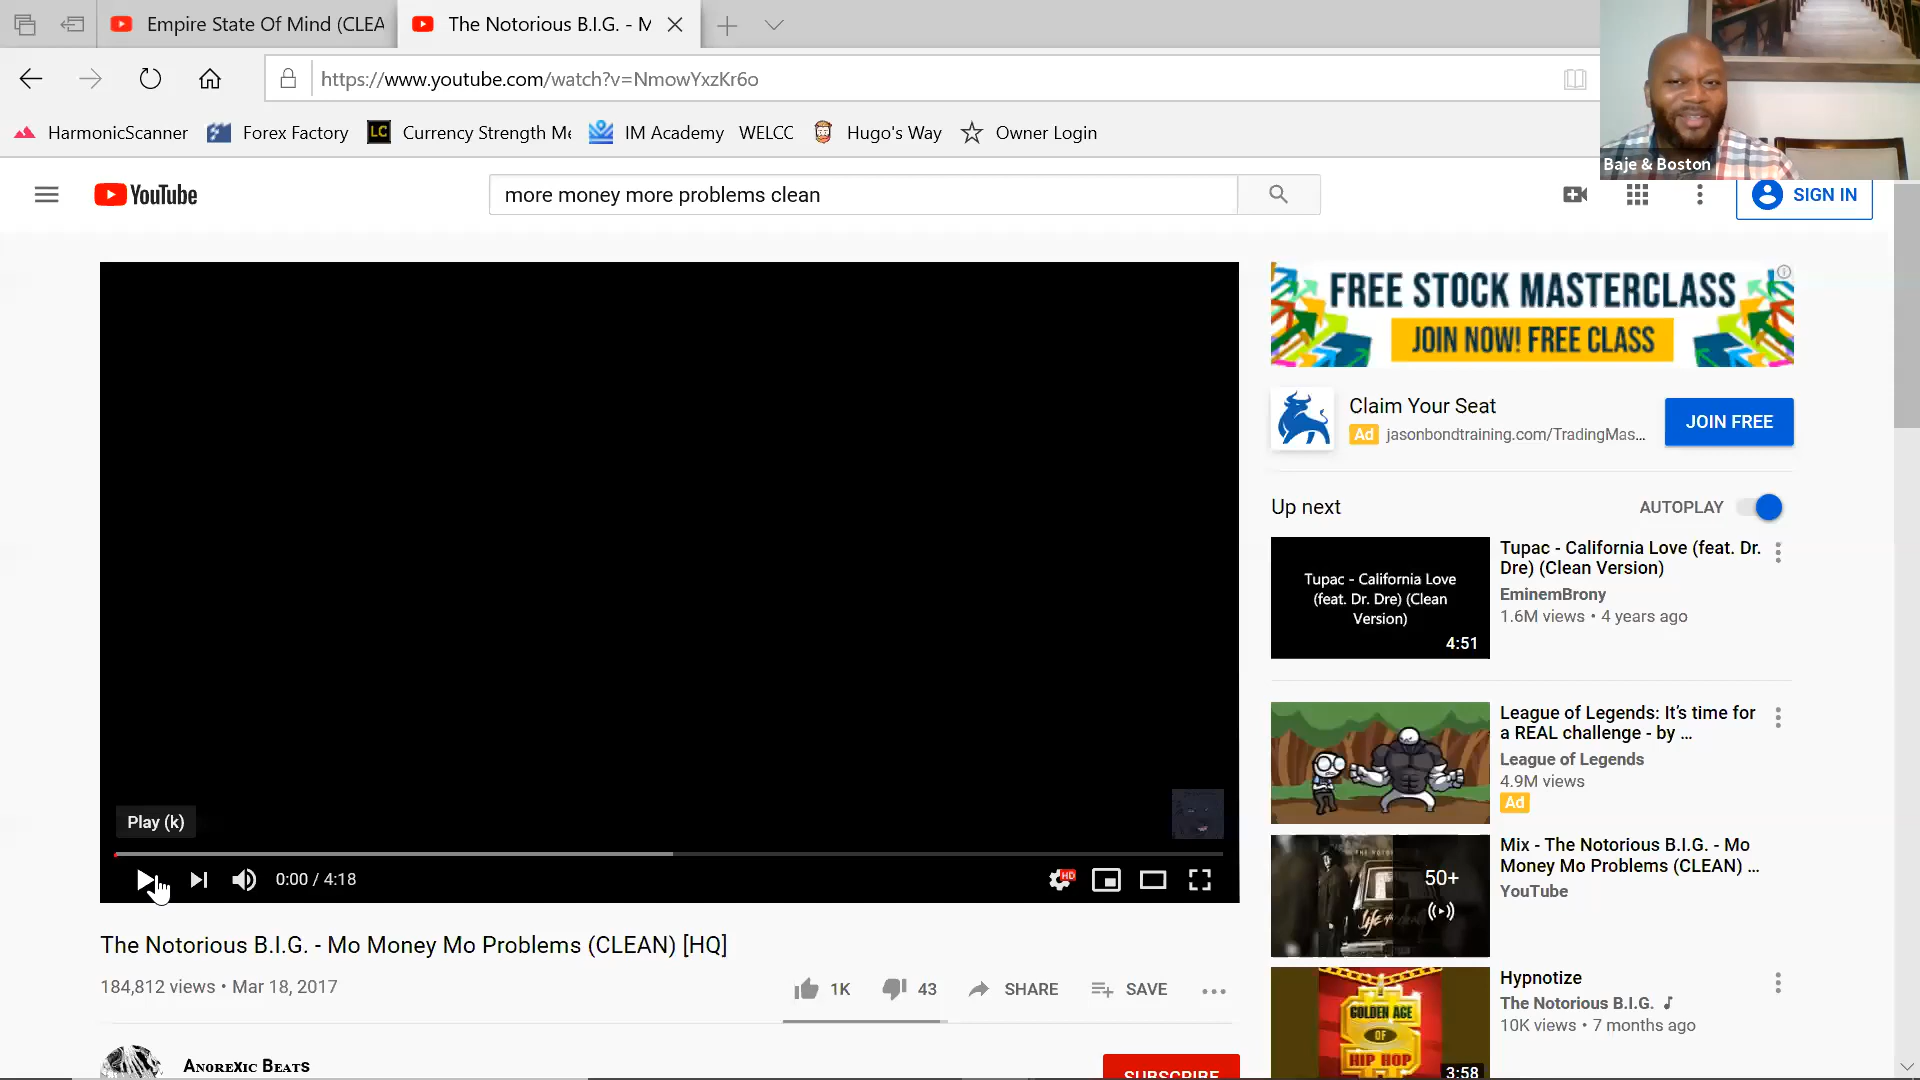 Empire State Of Mind (CLEA
The Notorious B.I.G. - M
https://www.youtube.com/watch?v=NmowYxzKr6o
HarmonicScanner
Forex Factory
LC
Currency Strength Me
IM Academy
WELCC
Hugo's Way
Owner Login
Baje & Boston
YouTube
more money more problems clean
SIGN IN
FREE STOCK MASTERCLASS
JOIN NOW! FREE CLASS
Claim Your Seat
Ad jasonbondtraining.com/TradingMas...
JOIN FREE
Up next
AUTOPLAY
Tupac - California Love
(feat. Dr. Dre) (Clean
Version)
4:51
Tupac - California Love (feat. Dr.
Dre) (Clean Version)
EminemBrony
1.6M views • 4 years ago
League of Legends: It's time for
a REAL challenge - by ...
League of Legends
4.9M views
Ad
50+
Mix - The Notorious B.I.G. - Mo
Money Mo Problems (CLEAN) ...
YouTube
GOLDEN AGE
OF
HIP HOP
3:58
Hypnotize
The Notorious B.I.G.
10K views • 7 months ago
Play (k)
0:00 / 4:18
HD
The Notorious B.I.G. - Mo Money Mo Problems (CLEAN) [HQ]
184,812 views • Mar 18, 2017
1K
43
SHARE
SAVE
Anorexic Beats
SUBSCRIBE